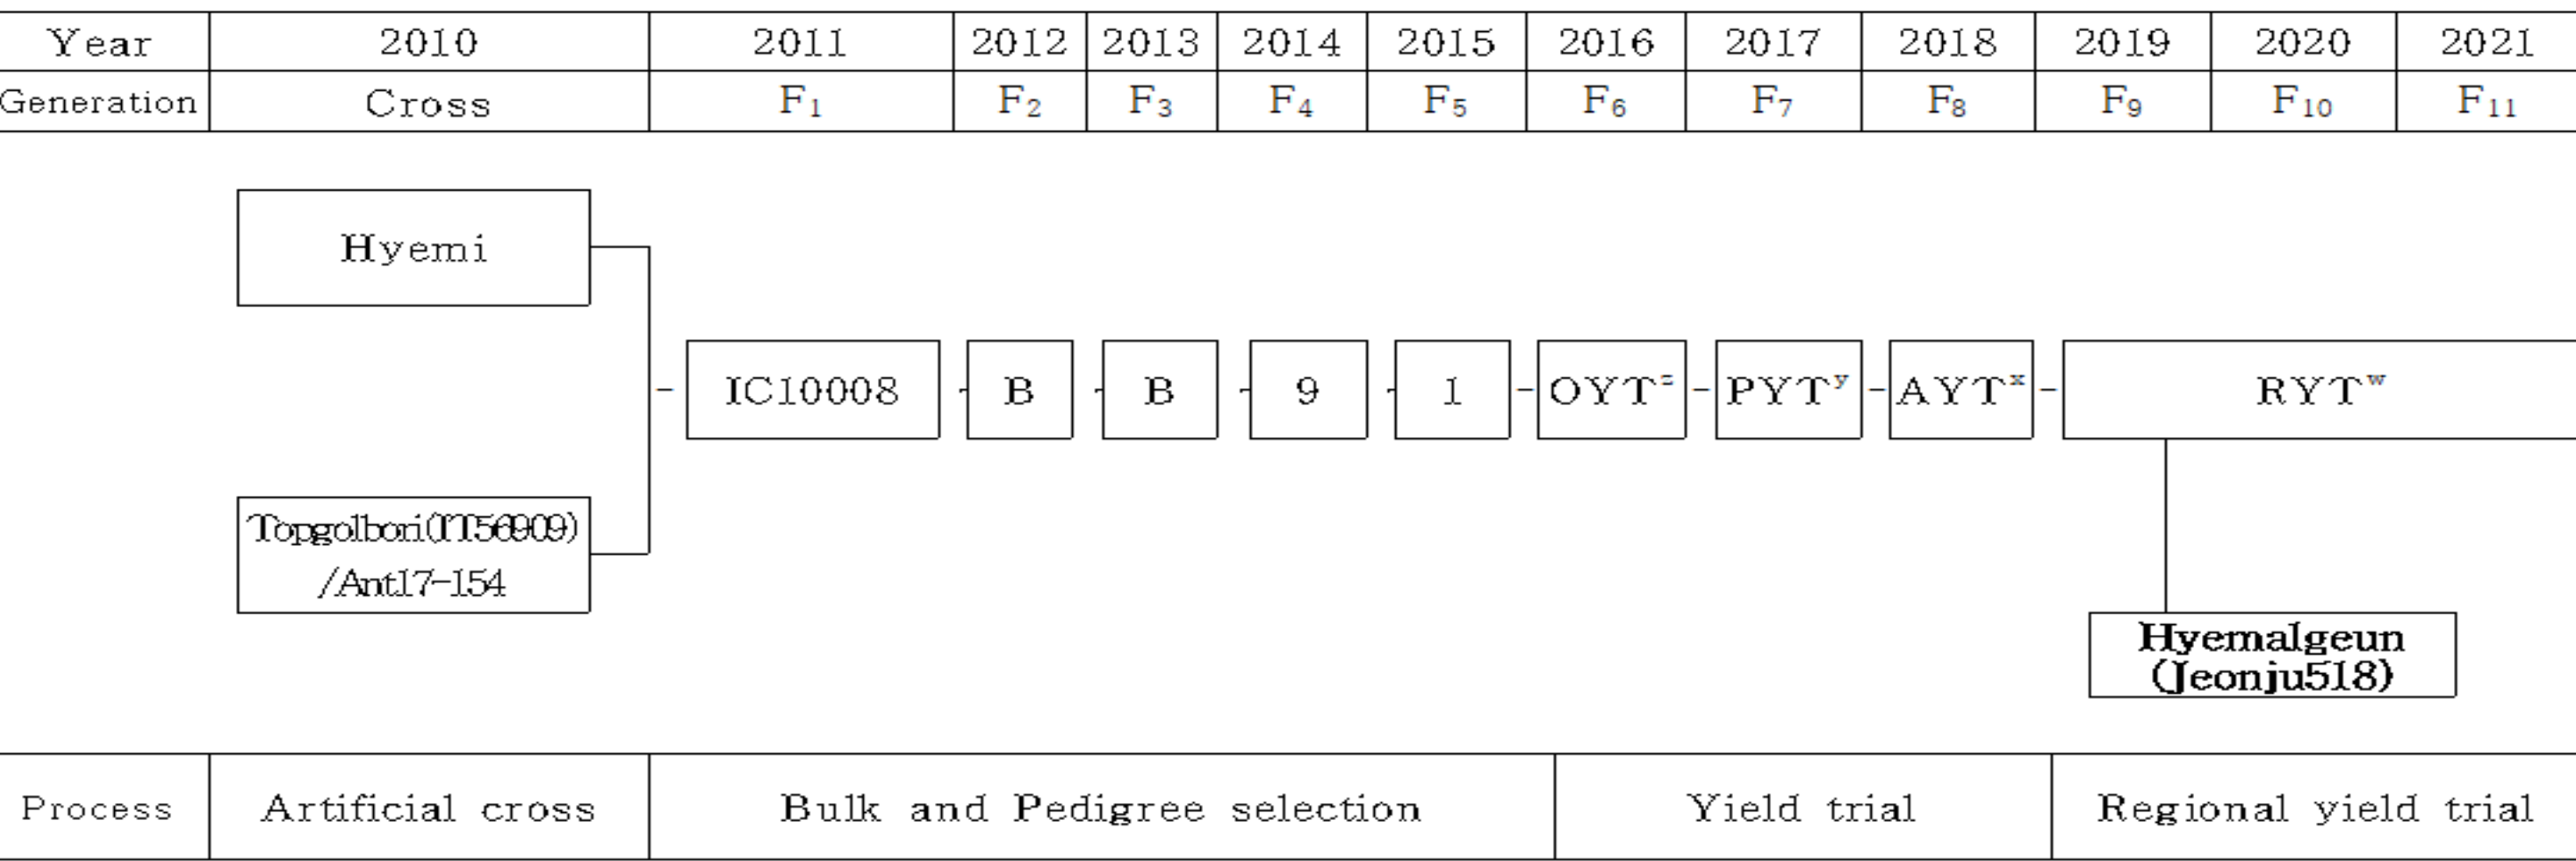 Year 2010 2011 2012 2013 2014 2015 2016 2017 2018 2019 2020 2021
Generation Cross F₁ F₂ F₃ F₄ F₅ F₆ F₇ F₈ F₉ F₁₀ F₁₁
Hyemi
IC10008 - B - B - 9 - 1 - OYTᶻ - PYTʸ - AYTˣ - RYTʷ
Topgolbori(IT56909)
/Ant17-154
Hyemalgeun
(Jeonju518)
Process Artificial cross Bulk and Pedigree selection Yield trial Regional yield trial